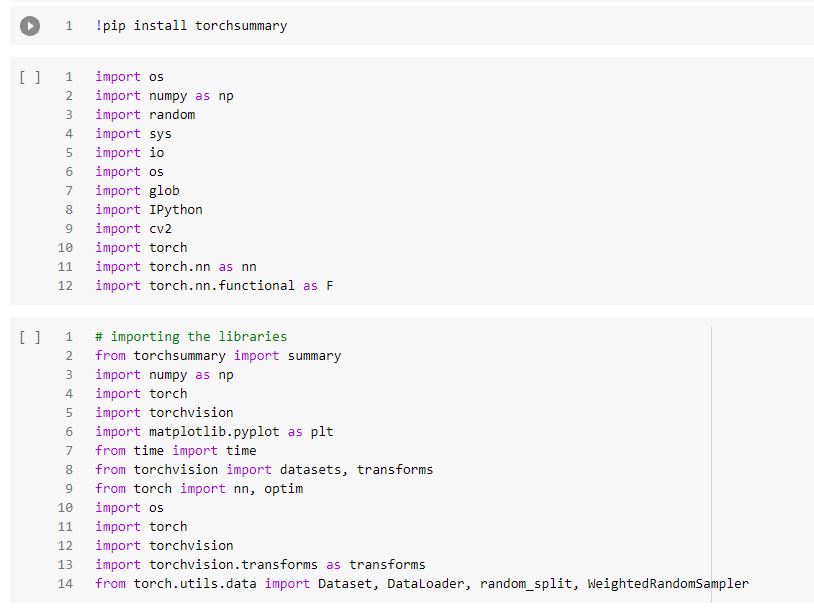 1 !pip install torchsummary
[ ] 1 import os
2 import numpy as np
3 import random
4 import sys
5 import io
6 import os
7 import glob
8 import IPython
9 import cv2
10 import torch
11 import torch.nn as nn
12 import torch.nn.functional as F
[ ] 1 # importing the libraries
2 from torchsummary import summary
3 import numpy as np
4 import torch
5 import torchvision
6 import matplotlib.pyplot as plt
7 from time import time
8 from torchvision import datasets, transforms
9 from torch import nn, optim
10 import os
11 import torch
12 import torchvision
13 import torchvision.transforms as transforms
14 from torch.utils.data import Dataset, DataLoader, random_split, WeightedRandomSampler